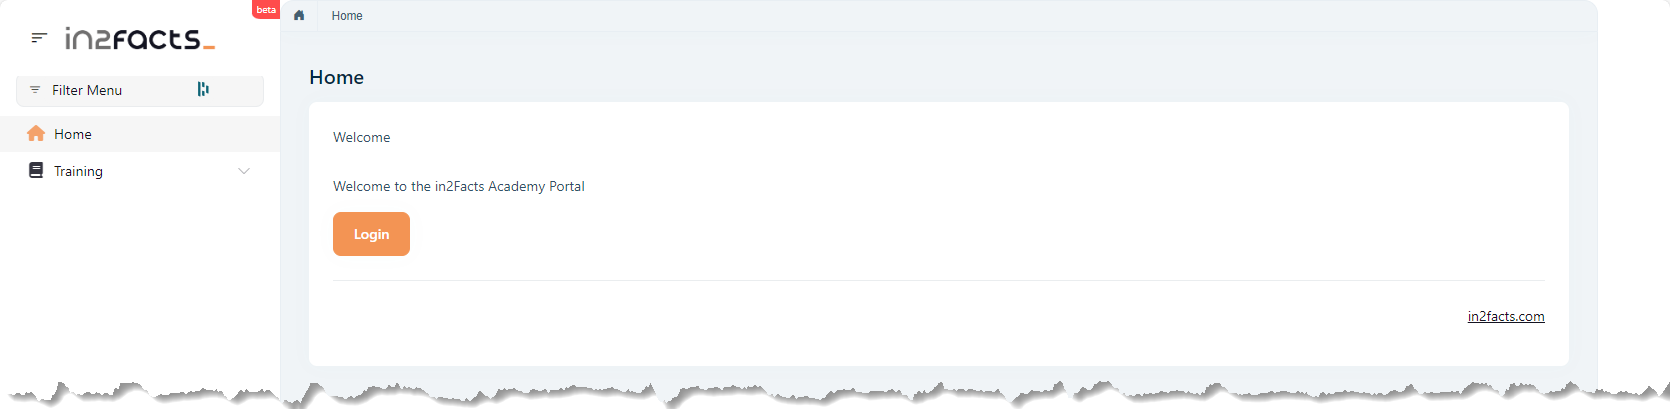 beta
in2facts_
Filter Menu
Home
Training
Home
Home
Welcome
Welcome to the in2Facts Academy Portal
Login
in2facts.com